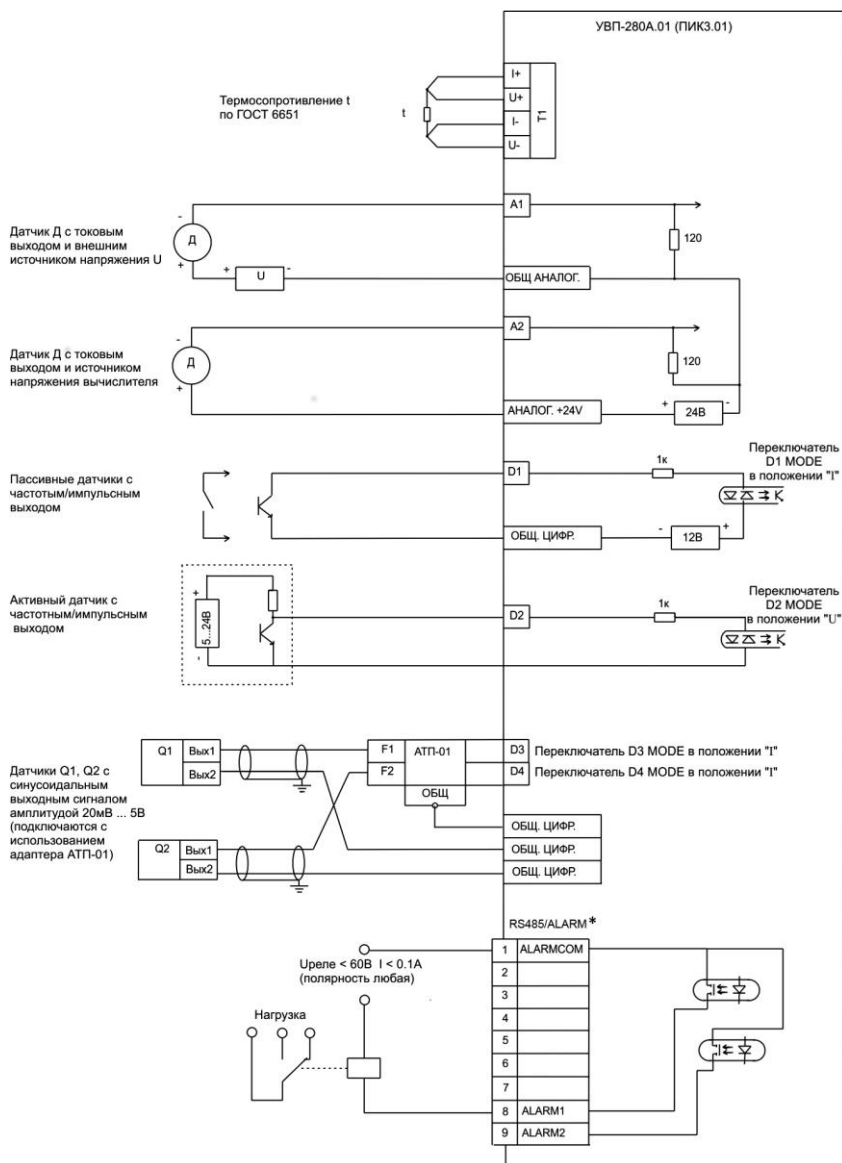 УВП-280А.01 (ПИК3.01)
Термосопротивление t
по ГОСТ 6651
t
I+
U+
I-
U-
T1
Датчик Д с токовым
выходом и внешним
источником напряжения U
-
Д
+
+
U
-
A1
120
ОБЩ АНАЛОГ.
Датчик Д с токовым
выходом и источником
напряжения вычислителя
-
Д
+
A2
120
АНАЛОГ. +24V
+
24В
-
Пассивные датчики с
частотым/импульсным
выходом
D1
1к
Переключатель
D1 MODE
в положении "I"
ОБЩ. ЦИФР.
-
12В
+
Активный датчик с
частотным/импульсным
выходом
+
5...24В
-
D2
1к
Переключатель
D2 MODE
в положении "U"
Датчики Q1, Q2 с
синусоидальным
выходным сигналом
амплитудой 20мВ ... 5В
(подключаются с
использованием
адаптера АТП-01)
Q1
Вых1
Вых2
Q2
Вых1
Вых2
F1
F2
АТП-01
ОБЩ
D3
Переключатель D3 MODE в положении "I"
D4
Переключатель D4 MODE в положении "I"
ОБЩ. ЦИФР.
ОБЩ. ЦИФР.
ОБЩ. ЦИФР.
RS485/ALARM*
Uреле < 60В I < 0.1А
(полярность любая)
Нагрузка
1 ALARMCOM
2
3
4
5
6
7
8 ALARM1
9 ALARM2